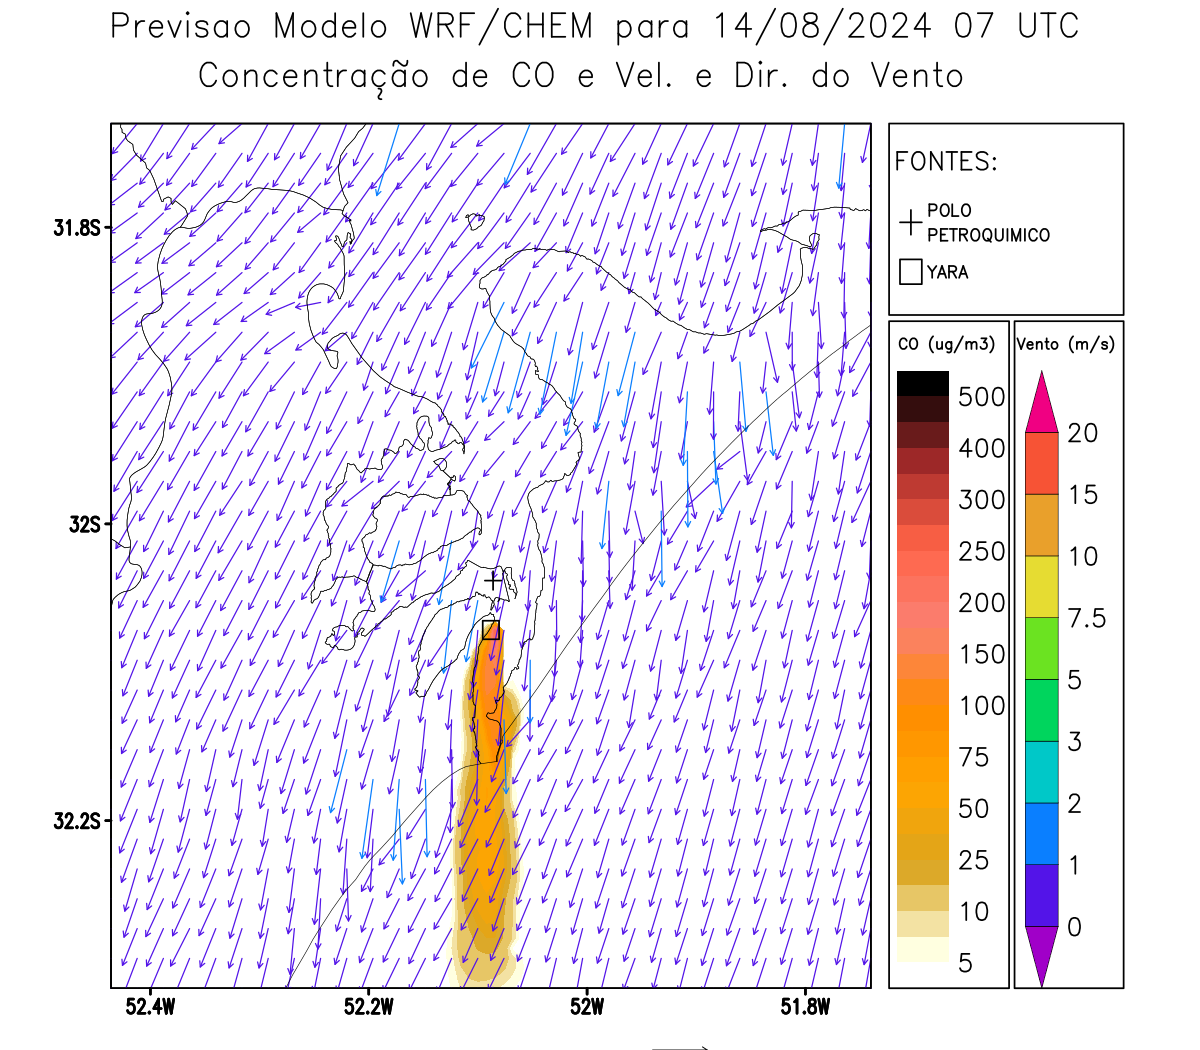 Previsao Modelo WRF/CHEM para 14/08/2024 07 UTC
Concentração de CO e Vel. e Dir. do Vento
FONTES:
POLO
PETROQUIMICO
YARA
CO (ug/m3)
500
400
300
250
200
150
100
75
50
25
10
5
Vento (m/s)
20
15
10
7.5
5
3
2
1
0
31.8S
32S
32.2S
52.4W
52.2W
52W
51.8W